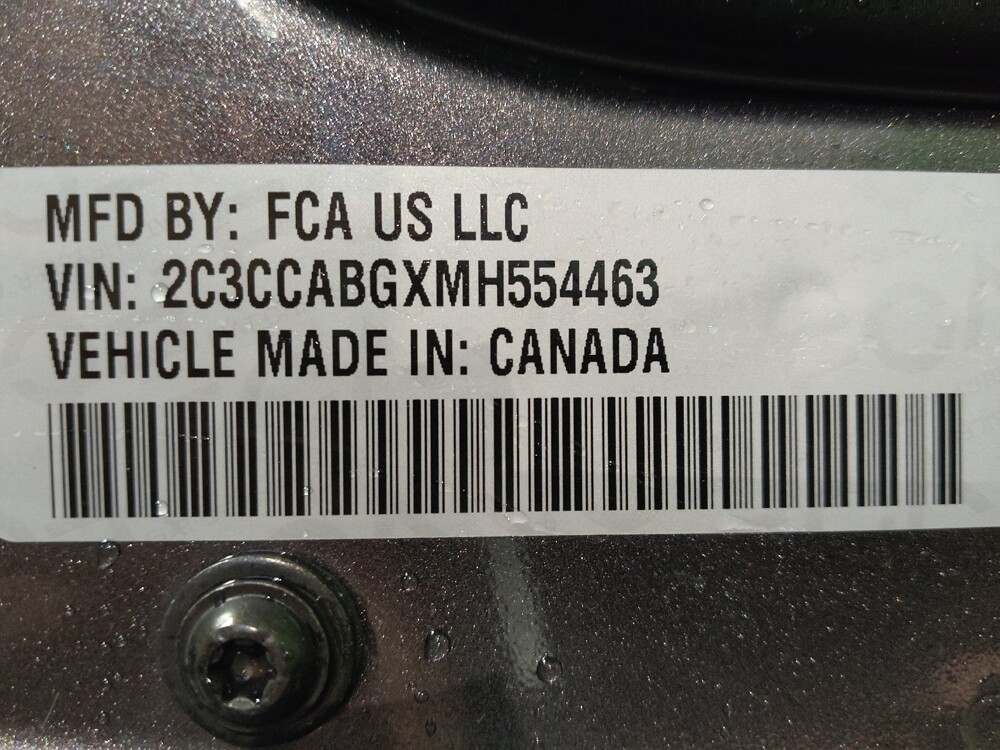 MFD BY: FCA US LLC
VIN: 2C3CCABGXMH554463
VEHICLE MADE IN: CANADA